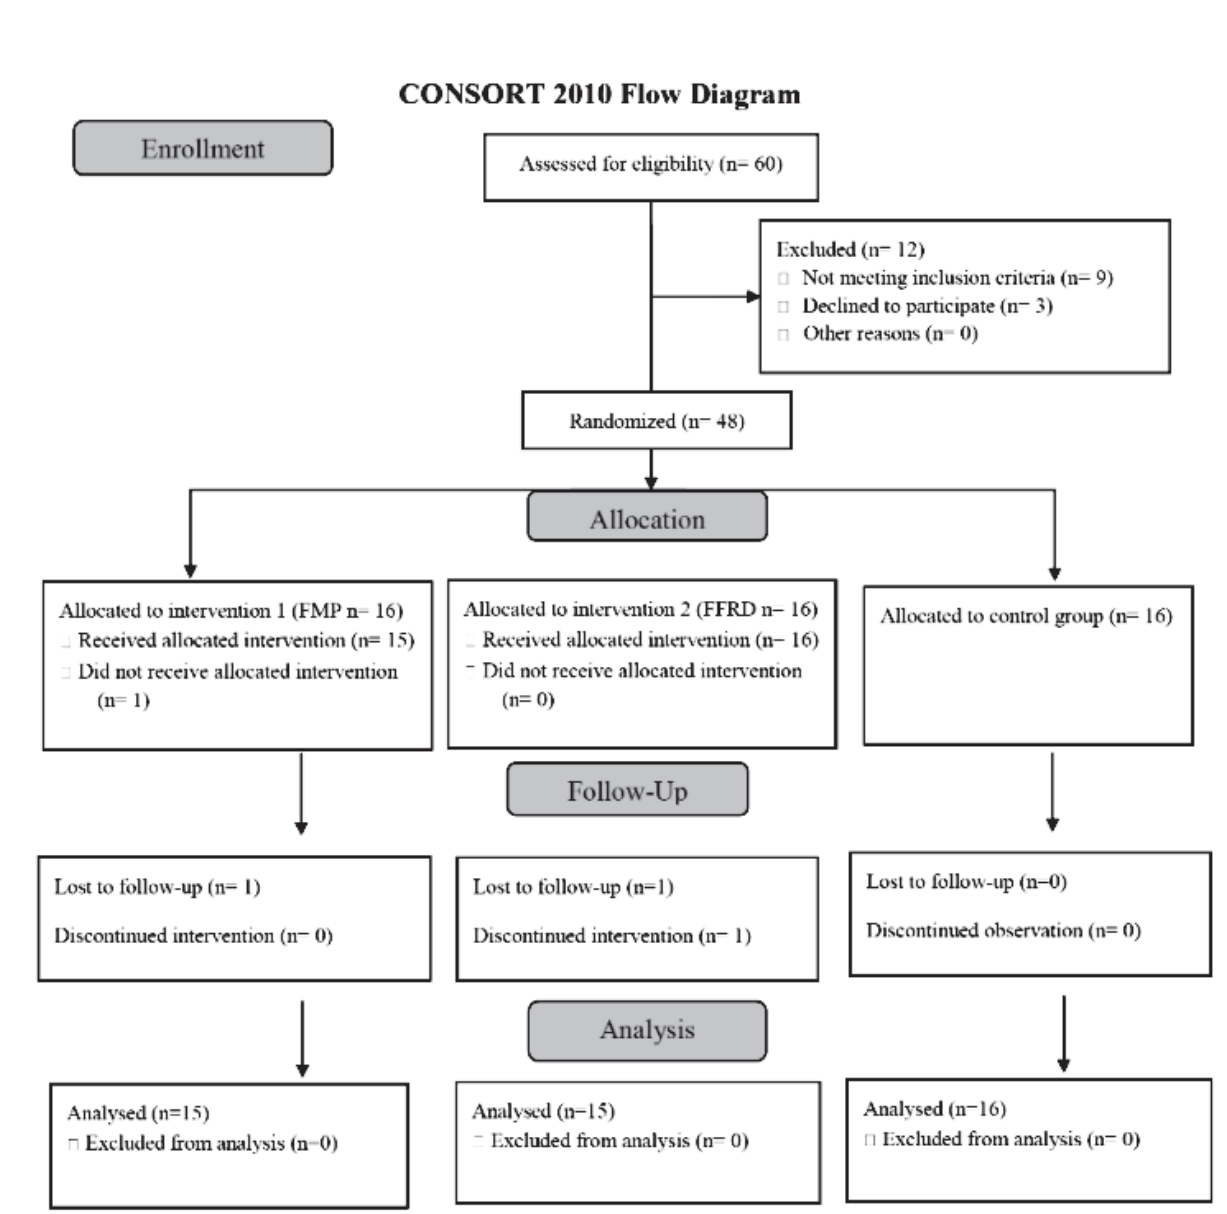 CONSORT 2010 Flow Diagram
Enrollment
Assessed for eligibility (n= 60)
Excluded (n= 12)
Not meeting inclusion criteria (n= 9)
Declined to participate (n= 3)
Other reasons (n= 0)
Randomized (n= 48)
Allocation
Allocated to intervention 1 (FMP n= 16)
Received allocated intervention (n= 15)
Did not receive allocated intervention
(n= 1)
Allocated to intervention 2 (FFRD n= 16)
Received allocated intervention (n= 16)
Did not receive allocated intervention
(n= 0)
Allocated to control group (n= 16)
Follow-Up
Lost to follow-up (n= 1)
Discontinued intervention (n= 0)
Lost to follow-up (n=1)
Discontinued intervention (n= 1)
Lost to follow-up (n=0)
Discontinued observation (n= 0)
Analysis
Analysed (n=15)
Excluded from analysis (n=0)
Analysed (n=15)
Excluded from analysis (n= 0)
Analysed (n=16)
Excluded from analysis (n= 0)